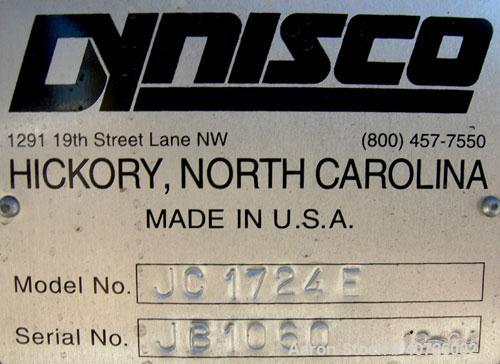 DYNISCO
1291 19th Street Lane NW (800) 457-7550
HICKORY, NORTH CAROLINA
MADE IN U.S.A.
Model No. JC 1724 E
Serial No. JB1060